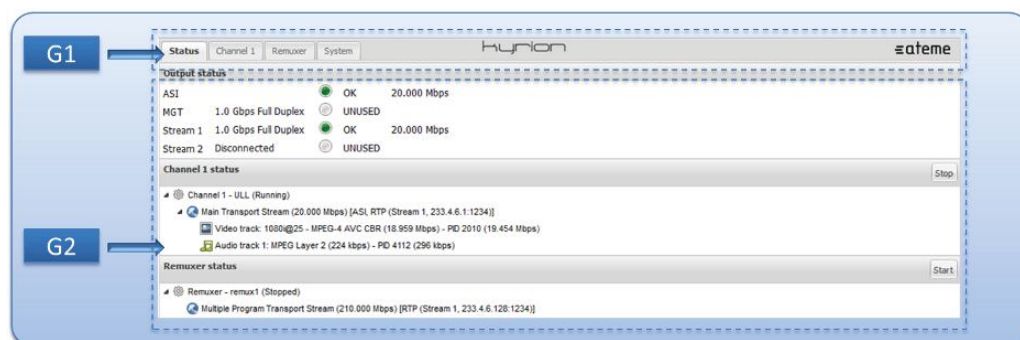 G1
Status Channel 1 Remuxer System kyrion ateme
Output status
ASI OK 20.000 Mbps
MGT 1.0 Gbps Full Duplex UNUSED
Stream 1 1.0 Gbps Full Duplex OK 20.000 Mbps
Stream 2 Disconnected UNUSED
Channel 1 status Stop
Channel 1 - ULL (Running)
Main Transport Stream (20.000 Mbps) [ASI, RTP (Stream 1, 233.4.6.1:1234)]
Video track: 1080i@25 - MPEG-4 AVC CBR (18.959 Mbps) - PID 2010 (19.454 Mbps)
G2
Audio track 1: MPEG Layer 2 (224 kbps) - PID 4112 (296 kbps)
Remuxer status Start
Remuxer - remux1 (Stopped)
Multiple Program Transport Stream (210.000 Mbps) [RTP (Stream 1, 233.4.6.128:1234)]